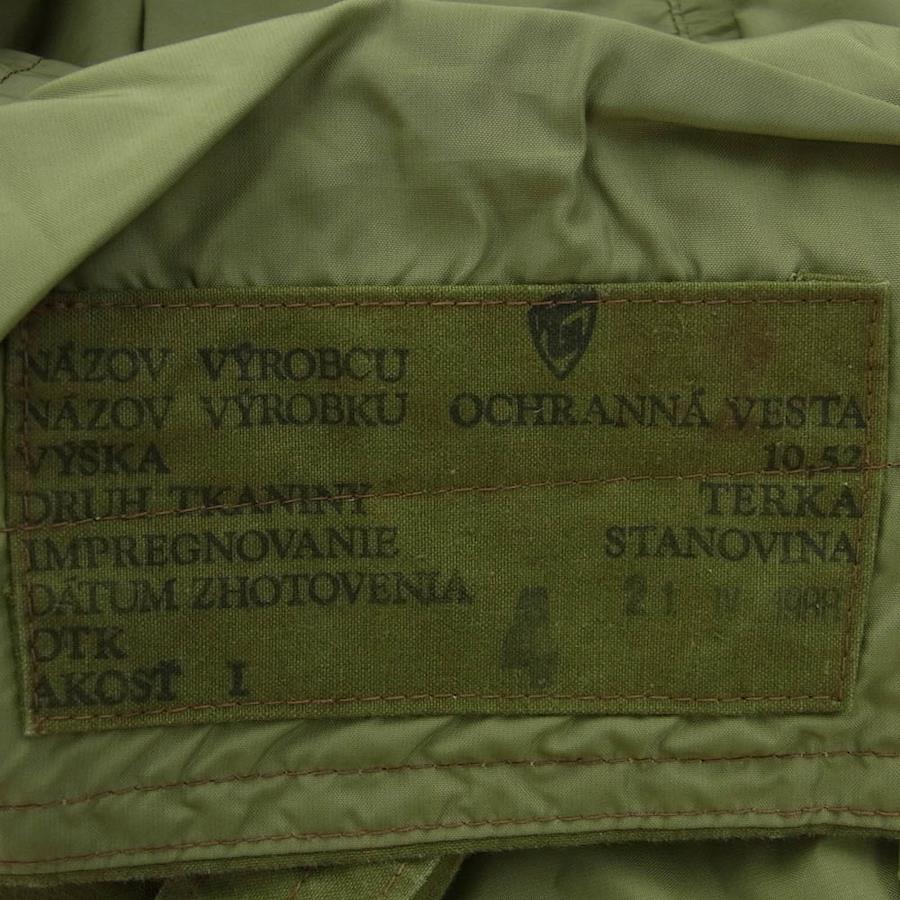 NÁZOV VÝROBCU
NÁZOV VÝROBKU OCHRANNÁ VESTA
VÝŠKA 10,52
DRUH TKANINY TERKA
IMPREGNOVANIE STANOVINA
DÁTUM ZHOTOVENIA 21 IV 1988
OTK 4
AKOSŤ I